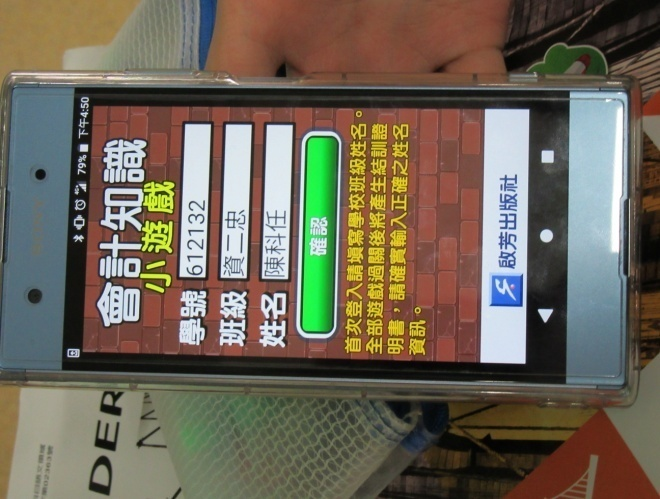 79% 下午4:50
會計知識
小遊戲
學號 612132
班級 資二忠
姓名 陳科任
確認
首次登入請填寫學校班級姓名。
全部遊戲過關後將產生結訓證
明書，請確實輸入正確之姓名
資訊。
啟芳出版社
DER